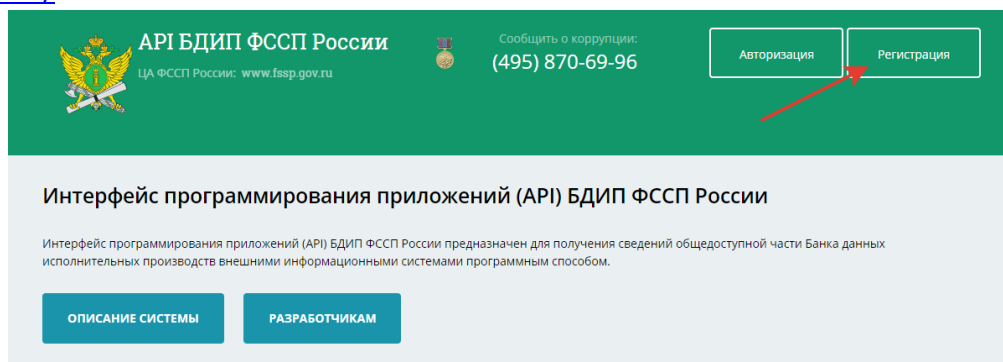 API БДИП ФССП России
ЦА ФССП России: www.fssp.gov.ru
Сообщить о коррупции:
(495) 870-69-96
Авторизация
Регистрация
Интерфейс программирования приложений (API) БДИП ФССП России
Интерфейс программирования приложений (API) БДИП ФССП России предназначен для получения сведений общедоступной части Банка данных
исполнительных производств внешними информационными системами программным способом.
ОПИСАНИЕ СИСТЕМЫ
РАЗРАБОТЧИКАМ